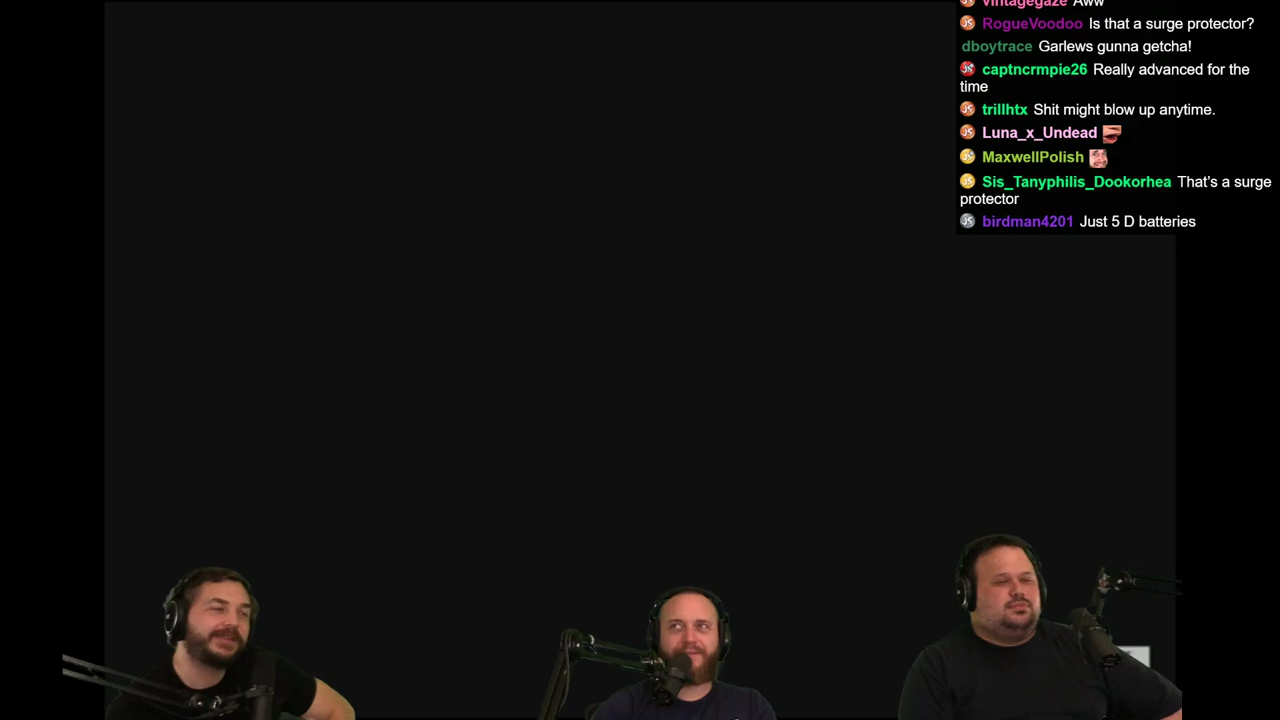 vintagegaze Aww
RogueVoodoo Is that a surge protector?
dboytrace Garlews gunna getcha!
captncrmpie26 Really advanced for the
time
trillhtx Shit might blow up anytime.
Luna_x_Undead
MaxwellPolish
Sis_Tanyphilis_Dookorhea That's a surge
protector
birdman4201 Just 5 D batteries